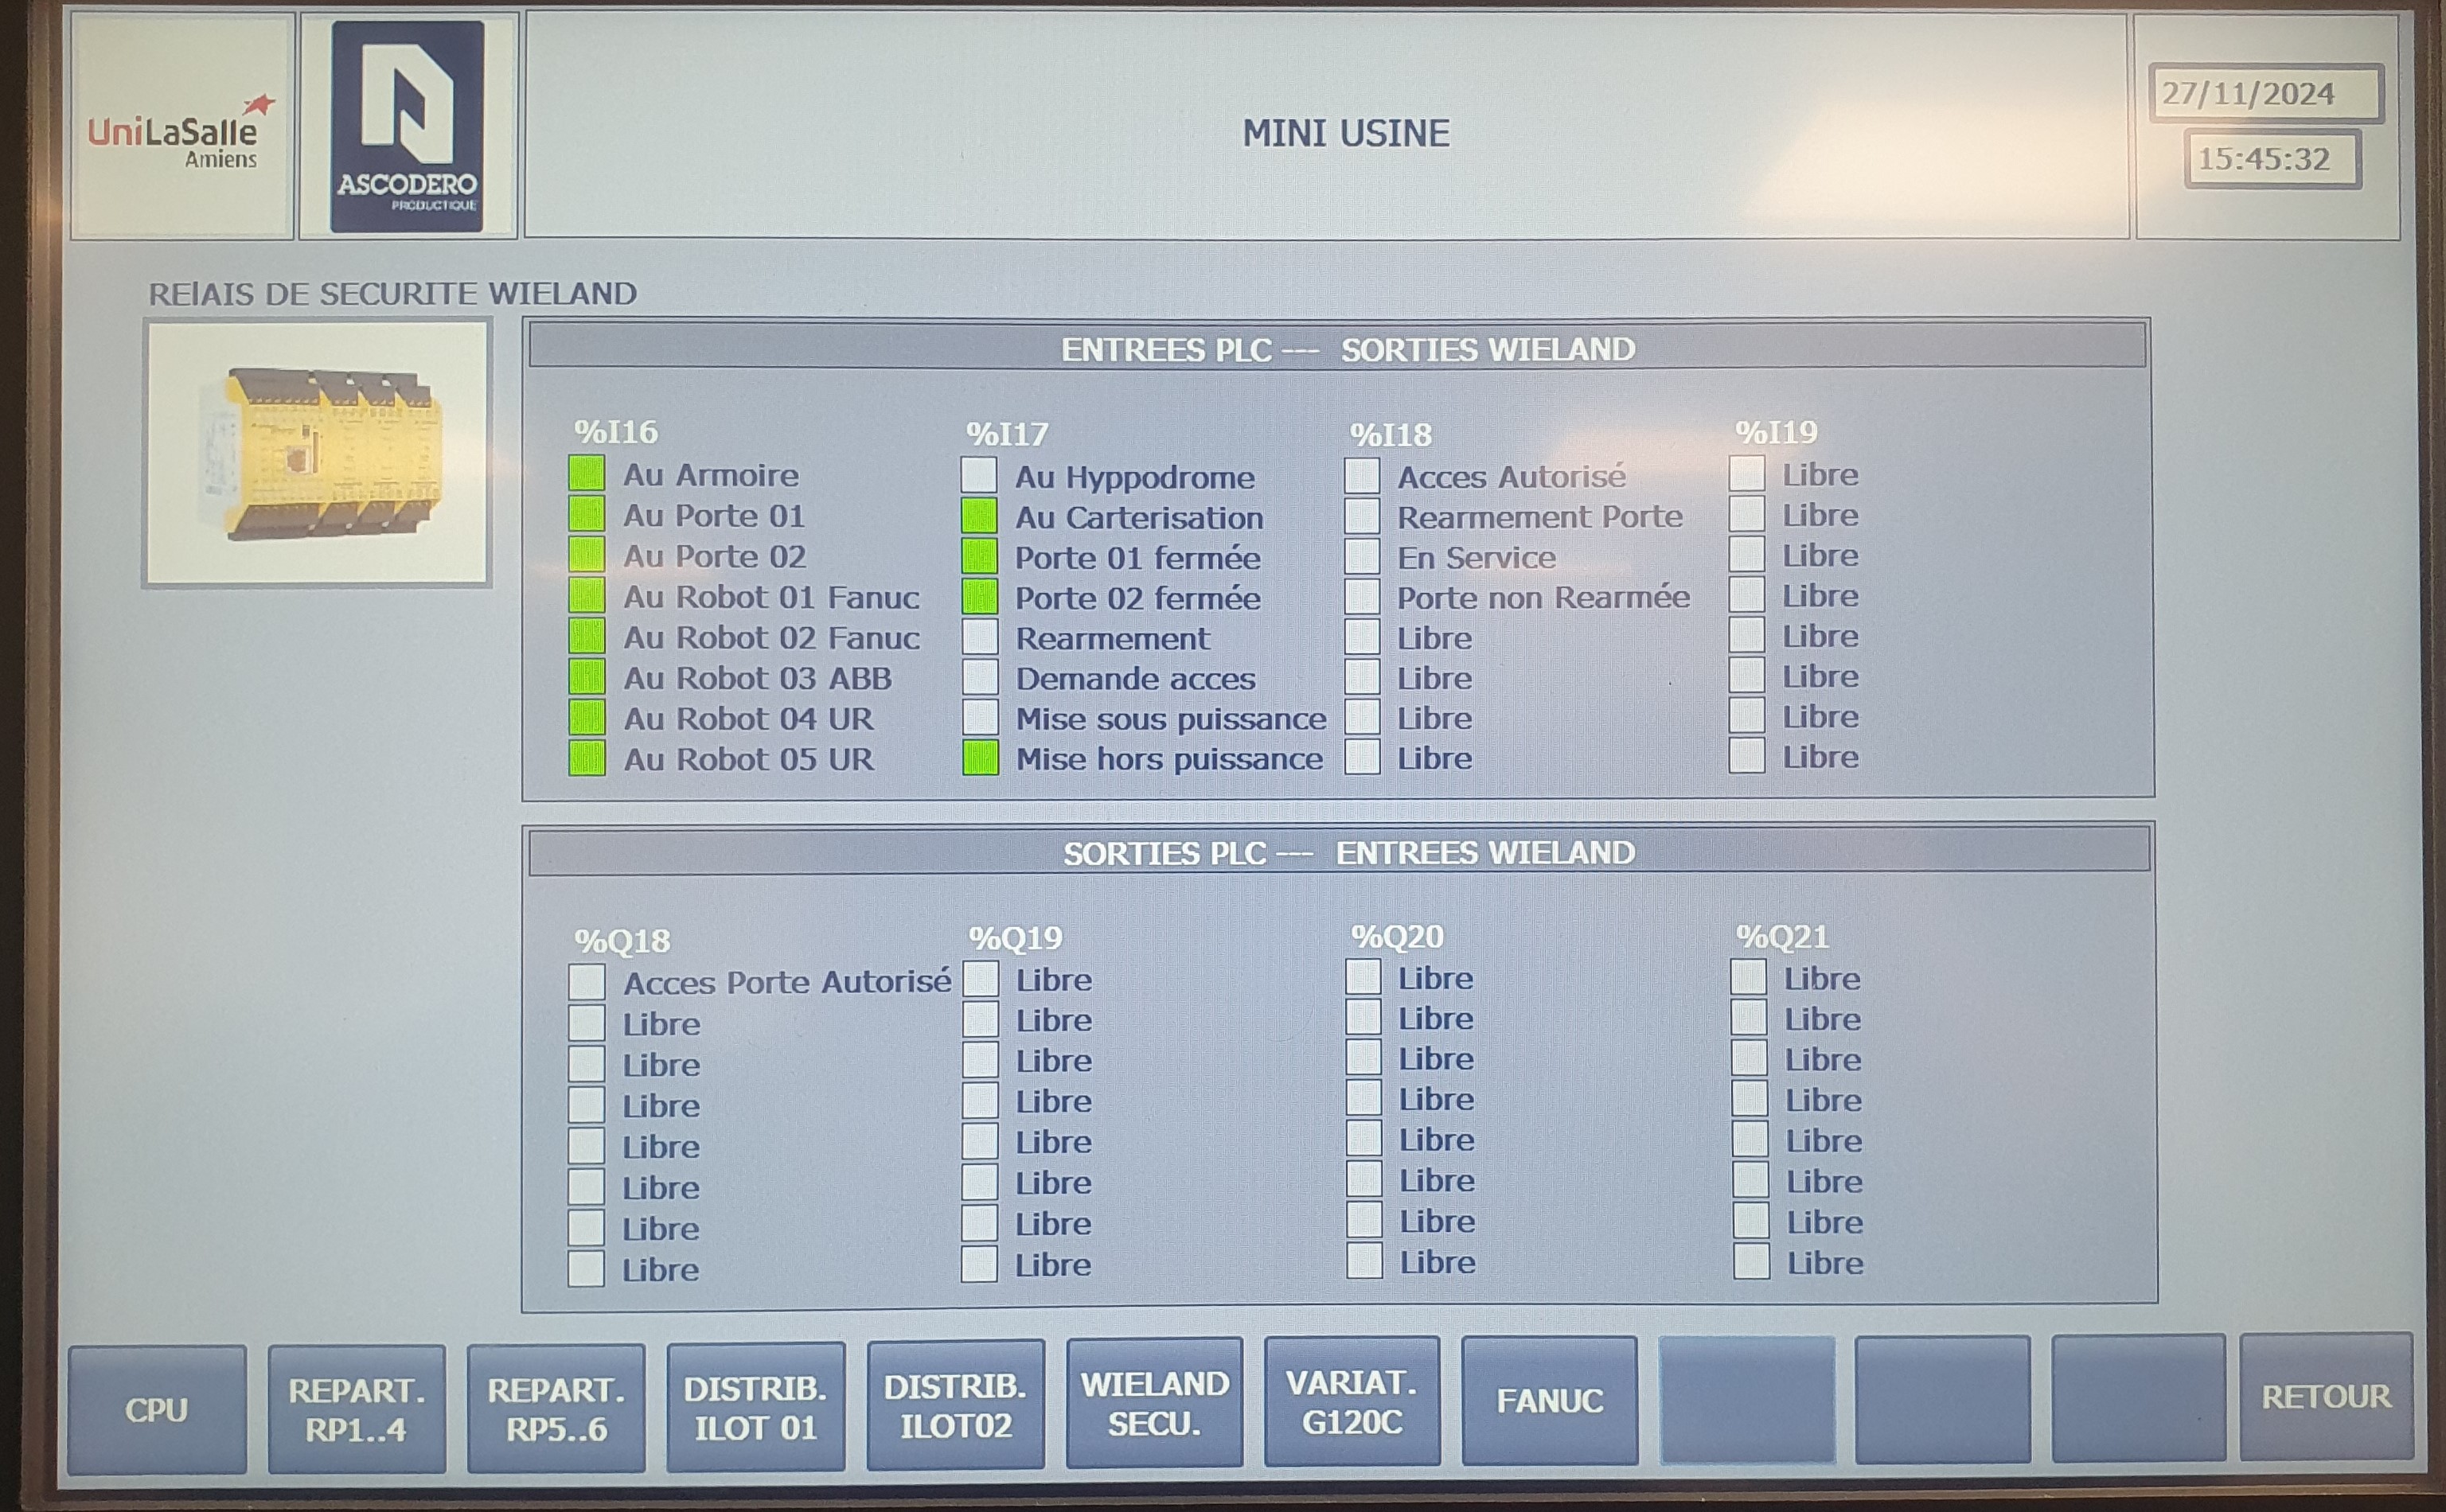 UniLaSalle
Amiens
ASCODERO
PRODUCTIQUE
MINI USINE
27/11/2024
15:45:32
RElAIS DE SECURITE WIELAND
ENTREES PLC --- SORTIES WIELAND
%I16
Au Armoire
Au Porte 01
Au Porte 02
Au Robot 01 Fanuc
Au Robot 02 Fanuc
Au Robot 03 ABB
Au Robot 04 UR
Au Robot 05 UR
%I17
Au Hyppodrome
Au Carterisation
Porte 01 fermée
Porte 02 fermée
Rearmement
Demande acces
Mise sous puissance
Mise hors puissance
%I18
Acces Autorisé
Rearmement Porte
En Service
Porte non Rearmée
Libre
Libre
Libre
Libre
%I19
Libre
Libre
Libre
Libre
Libre
Libre
Libre
Libre
SORTIES PLC --- ENTREES WIELAND
%Q18
Acces Porte Autorisé
Libre
Libre
Libre
Libre
Libre
Libre
Libre
%Q19
Libre
Libre
Libre
Libre
Libre
Libre
Libre
Libre
%Q20
Libre
Libre
Libre
Libre
Libre
Libre
Libre
Libre
%Q21
Libre
Libre
Libre
Libre
Libre
Libre
Libre
Libre
CPU
REPART.
RP1..4
REPART.
RP5..6
DISTRIB.
ILOT 01
DISTRIB.
ILOT02
WIELAND
SECU.
VARIAT.
G120C
FANUC
RETOUR